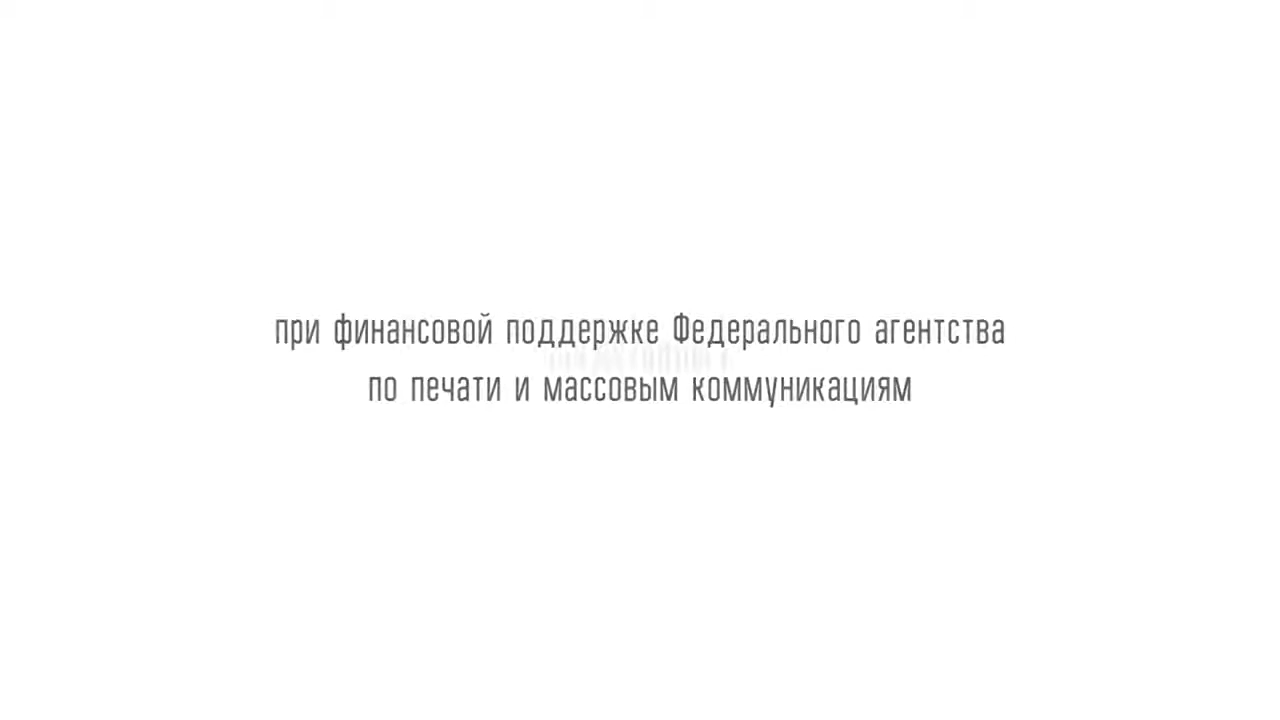 при финансовой поддержке Федерального агентства
по печати и массовым коммуникациям